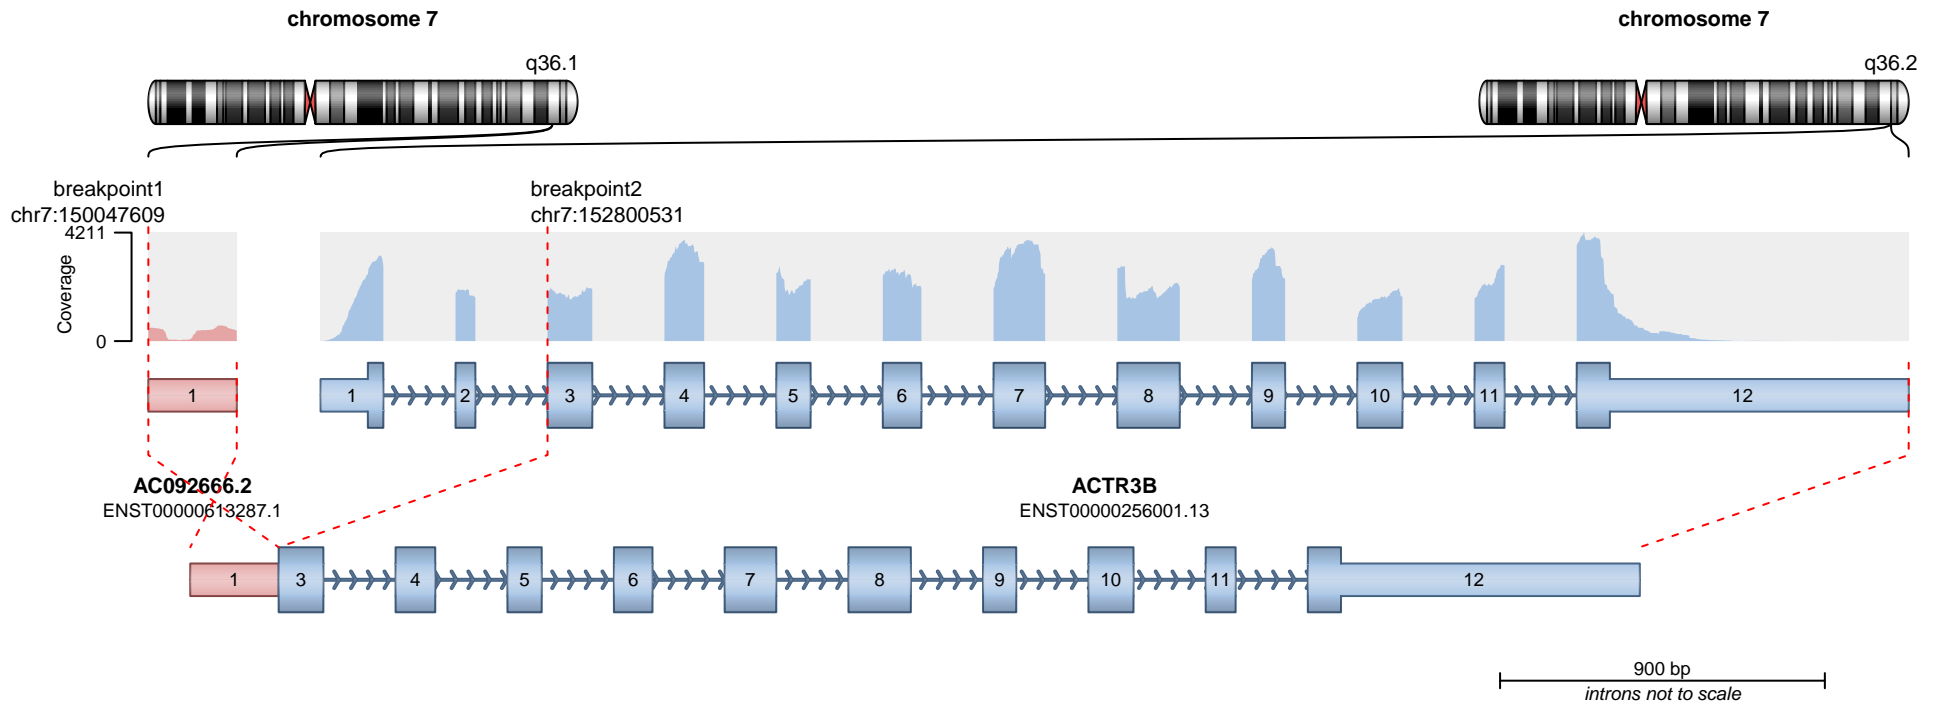 chromosome 7
chromosome 7
q36.1
q36.2
breakpoint1
chr7:150047609
breakpoint2
chr7:152800531
4211
Coverage
0
1
1 2 3 4 5 6 7 8 9 10 11 12
AC092666.2
ENST00000613287.1
ACTR3B
ENST00000256001.13
1 3 4 5 6 7 8 9 10 11 12
900 bp
introns not to scale